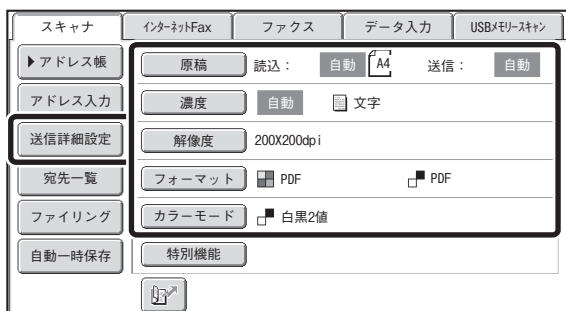 スキャナ インターネットFax ファクス データ入力 USBメモリースキャン
アドレス帳 原稿 読込： 自動 A4 送信： 自動
アドレス入力 濃度 自動 文字
送信詳細設定 解像度 200X200dpi
宛先一覧 フォーマット PDF PDF
ファイリング カラーモード 白黒2値
自動一時保存 特別機能